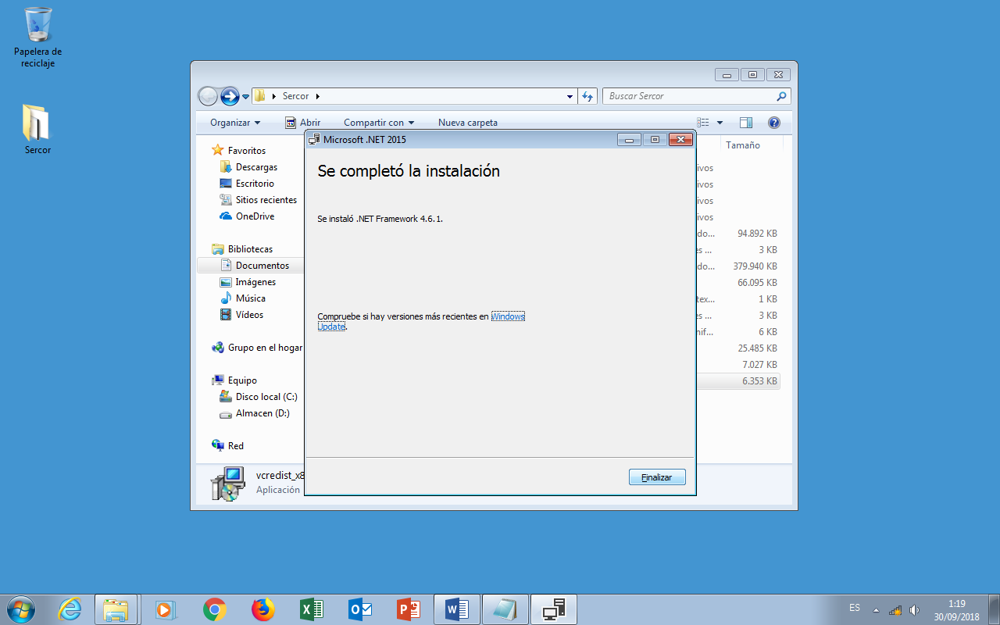 Papelera de
reciclaje
Sercor
Sercor
Buscar Sercor
Organizar
Abrir
Compartir con
Nueva carpeta
Microsoft .NET 2015
Tamaño
Favoritos
Descargas
Escritorio
Sitios recientes
OneDrive
Bibliotecas
Documentos
Imágenes
Música
Vídeos
Grupo en el hogar
Equipo
Disco local (C:)
Almacen (D:)
Red
Se completó la instalación
Se instaló .NET Framework 4.6.1.
Compruebe si hay versiones más recientes en Windows
Update.
Finalizar
ivos
ivos
ivos
ivos
do... 94.892 KB
es ... 3 KB
do... 379.940 KB
66.095 KB
tex... 1 KB
es ... 3 KB
nif... 6 KB
25.485 KB
7.027 KB
6.353 KB
vcredist_x8
Aplicación
ES
1:19
30/09/2018